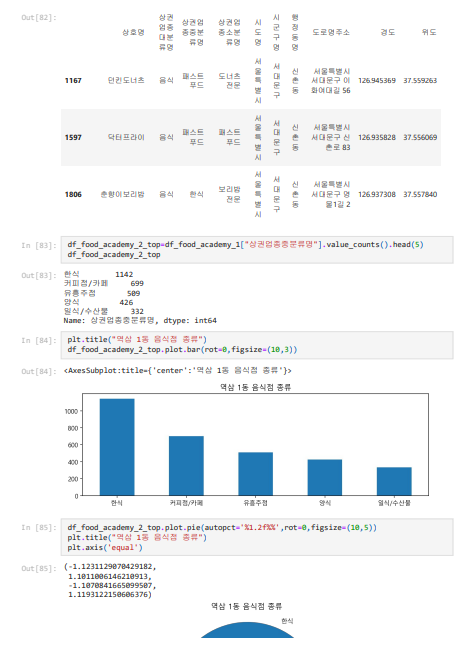 Out[82]:
상호명 상권업종대분류명 상권업종중분류명 상권업종소분류명 시도명 시군구명 행정동명 도로명주소 경도 위도
1167 던킨도너츠 음식 패스트푸드 도너츠전문 서울특별시 서대문구 신촌동 서울특별시 서대문구 이화여대길 56 126.945369 37.559263
1597 닥터프라이 음식 패스트푸드 패스트푸드 서울특별시 서대문구 신촌동 서울특별시 서대문구 신촌로 83 126.935828 37.556069
1806 춘향이보리밥 음식 한식 보리밥전문 서울특별시 서대문구 신촌동 서울특별시 서대문구 명물1길 2 126.937308 37.557840
In [83]: df_food_academy_2_top=df_food_academy_1["상권업종중분류명"].value_counts().head(5)
df_food_academy_2_top
Out[83]: 한식 1142
커피점/카페 699
유흥주점 509
양식 426
일식/수산물 332
Name: 상권업종중분류명, dtype: int64
In [84]: plt.title("역삼 1동 음식점 종류")
df_food_academy_2_top.plot.bar(rot=0,figsize=(10,3))
Out[84]: <AxesSubplot:title={'center':'역삼 1동 음식점 종류'}>
역삼 1동 음식점 종류
1000
800
600
400
200
0
한식 커피점/카페 유흥주점 양식 일식/수산물
In [85]: df_food_academy_2_top.plot.pie(autopct='%1.2f%%',rot=0,figsize=(10,5))
plt.title("역삼 1동 음식점 종류")
plt.axis('equal')
Out[85]: (-1.1231129070429182,
1.1011006146210913,
-1.1070841665099507,
1.1193122150606376)
역삼 1동 음식점 종류
한식